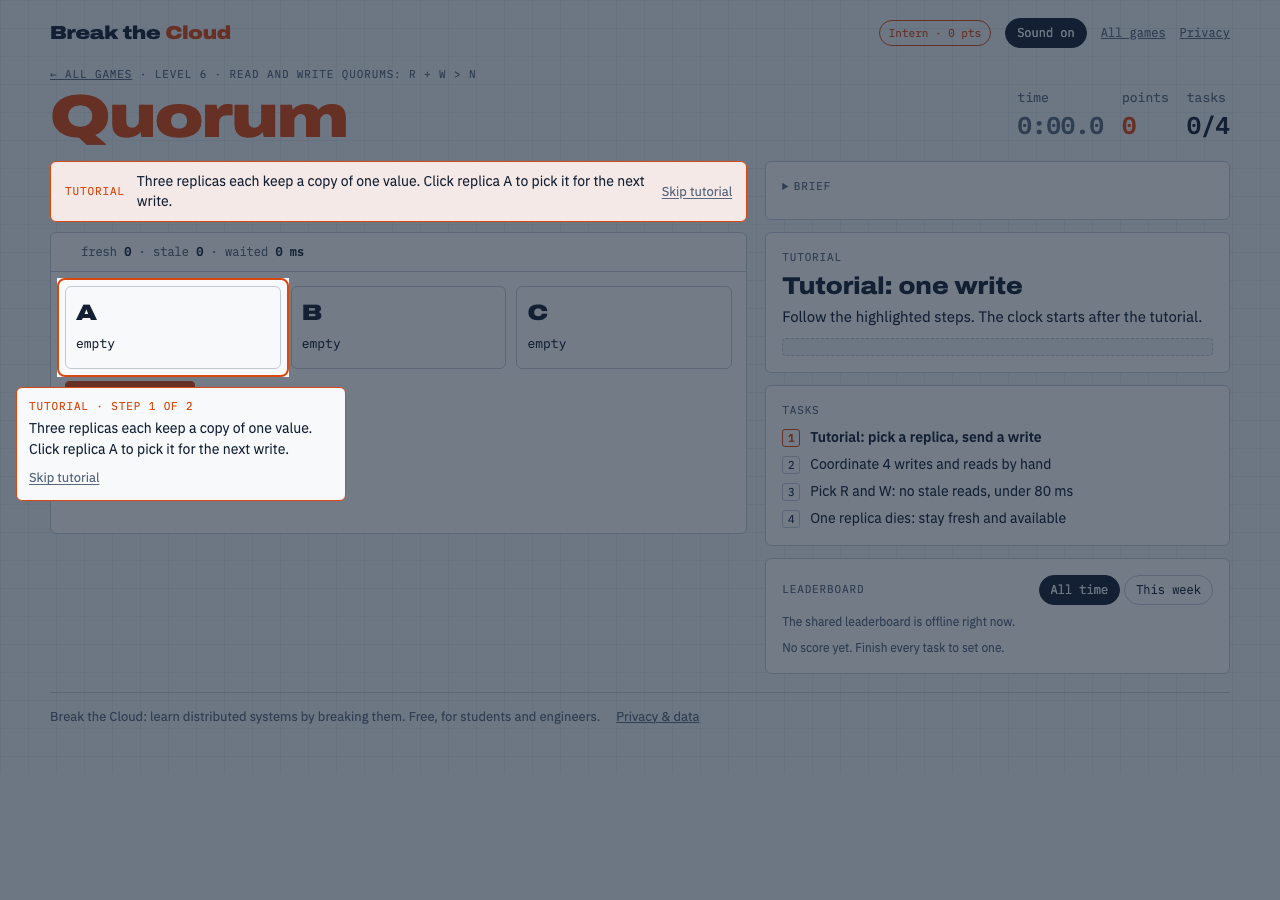 Break the Cloud
Intern · 0 pts
Sound on
All games
Privacy
← ALL GAMES · LEVEL 6 · READ AND WRITE QUORUMS: R + W > N
Quorum
time
0:00.0
points
0
tasks
0/4
TUTORIAL
Three replicas each keep a copy of one value. Click replica A to pick it for the next
write.
Skip tutorial
fresh 0 · stale 0 · waited 0 ms
A
empty
B
empty
C
empty
TUTORIAL · STEP 1 OF 2
Three replicas each keep a copy of one value.
Click replica A to pick it for the next write.
Skip tutorial
▸ BRIEF
TUTORIAL
Tutorial: one write
Follow the highlighted steps. The clock starts after the tutorial.
TASKS
1 Tutorial: pick a replica, send a write
2 Coordinate 4 writes and reads by hand
3 Pick R and W: no stale reads, under 80 ms
4 One replica dies: stay fresh and available
LEADERBOARD
All time
This week
The shared leaderboard is offline right now.
No score yet. Finish every task to set one.
Break the Cloud: learn distributed systems by breaking them. Free, for students and engineers.
Privacy & data